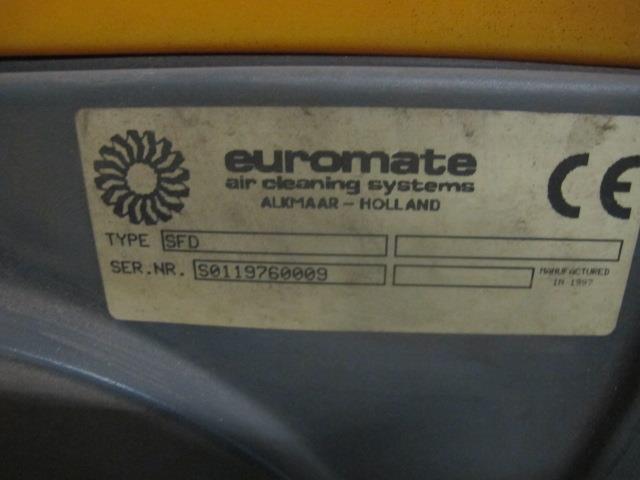 euromate
air cleaning systems
ALKMAAR - HOLLAND
CE
TYPE SFD
SER.NR. S0119760009
MANUFACTURED
IN 1997